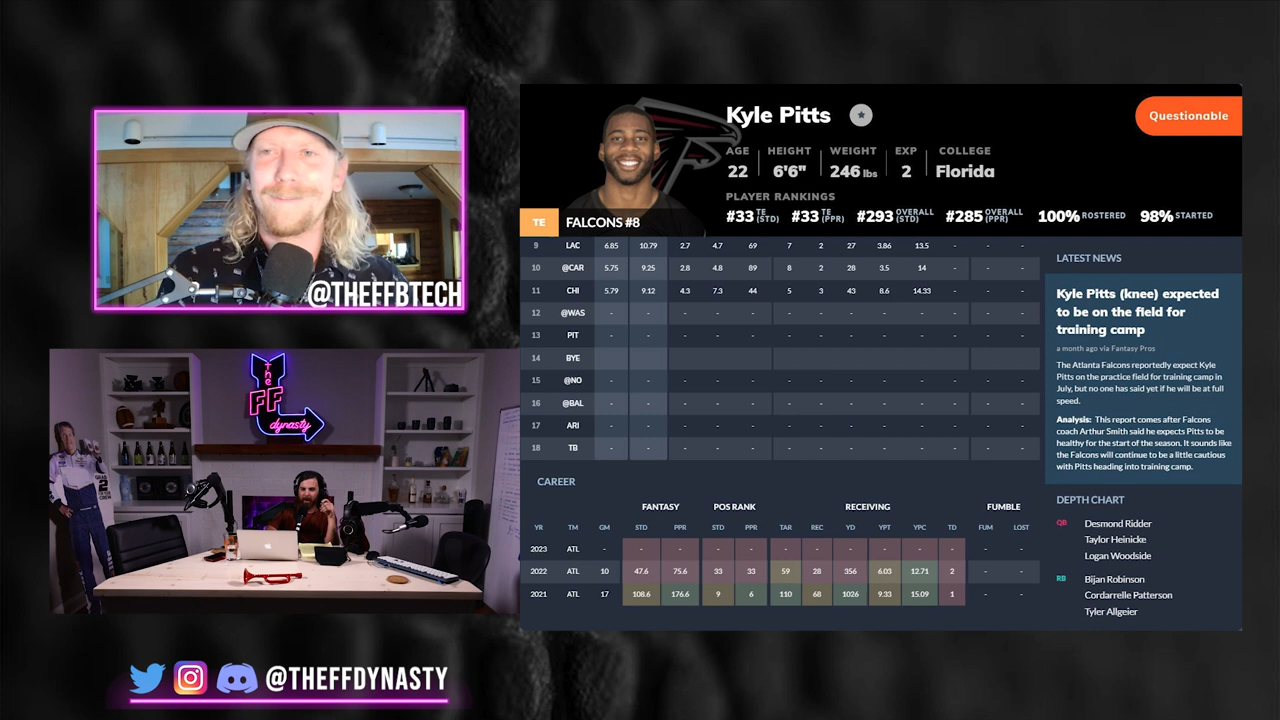 @THEFFBTECH
the
FF
dynasty
@THEFFDYNASTY
Kyle Pitts
Questionable
AGE HEIGHT WEIGHT EXP COLLEGE
22 6'6" 246 lbs 2 Florida
PLAYER RANKINGS
#33 TE (STD) #33 TE (PPR) #293 OVERALL (STD) #285 OVERALL (PPR) 100% ROSTERED 98% STARTED
TE FALCONS #8
9 LAC 6.85 10.79 2.7 4.7 69 7 2 27 3.86 13.5 - - -
10 @CAR 5.75 9.25 2.8 4.8 89 8 2 28 3.5 14 - - -
11 CHI 5.79 9.12 4.3 7.3 44 5 3 43 8.6 14.33 - - -
12 @WAS - - - - - - - - - - - - -
13 PIT - - - - - - - - - - - - -
14 BYE - - - - - - - - - - - - -
15 @NO - - - - - - - - - - - - -
16 @BAL - - - - - - - - - - - - -
17 ARI - - - - - - - - - - - - -
18 TB - - - - - - - - - - - - -
CAREER
FANTASY POS RANK RECEIVING FUMBLE
YR TM GM STD PPR STD PPR TAR REC YD YPT YPC TD FUM LOST
2023 ATL - - - - - - - - - - - - -
2022 ATL 10 47.6 75.6 33 33 59 28 356 6.03 12.71 2 - -
2021 ATL 17 108.6 176.6 9 6 110 68 1026 9.33 15.09 1 - -
LATEST NEWS
Kyle Pitts (knee) expected
to be on the field for
training camp
a month ago via Fantasy Pros
The Atlanta Falcons reportedly expect Kyle
Pitts on the practice field for training camp in
July, but no one has said yet if he will be at full
speed.
Analysis: This report comes after Falcons
coach Arthur Smith said he expects Pitts to be
healthy for the start of the season. It sounds like
the Falcons will continue to be a little cautious
with Pitts heading into training camp.
DEPTH CHART
QB Desmond Ridder
Taylor Heinicke
Logan Woodside
RB Bijan Robinson
Cordarrelle Patterson
Tyler Allgeier